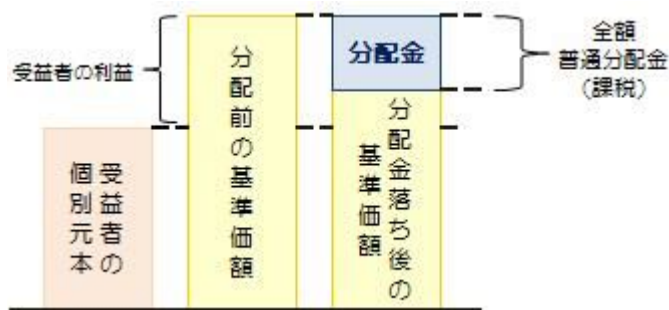 受益者の利益
受益者の
個別元本
分配前の基準価額
分配金
分配金落ち後の
基準価額
全額
普通分配金
(課税)